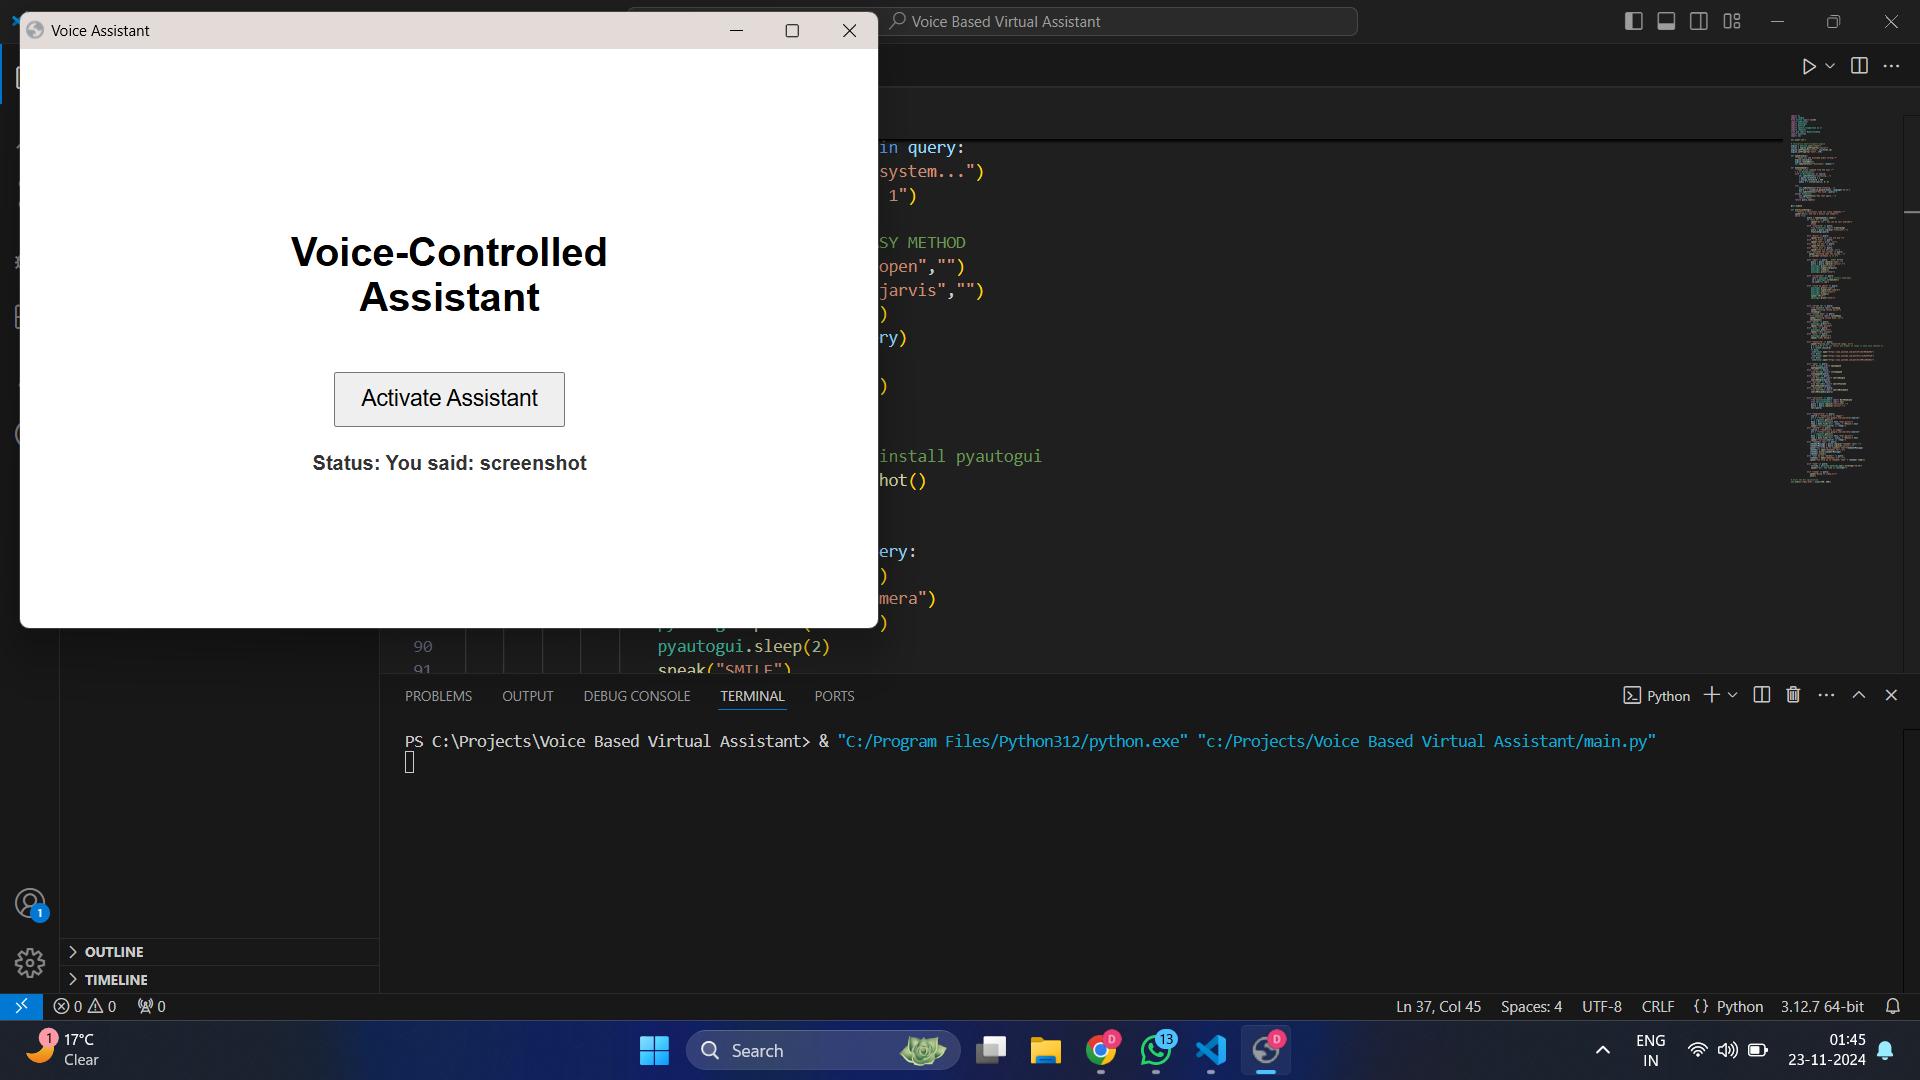 Voice Assistant
Voice Based Virtual Assistant
Voice-Controlled
Assistant
Activate Assistant
Status: You said: screenshot
in query:
system...")
1")
SY METHOD
open","")
jarvis","")
)
ry)
)
install pyautogui
hot()
ery:
)
mera")
)
90
pyautogui.sleep(2)
91
speak("SMILE")
PROBLEMS
OUTPUT
DEBUG CONSOLE
TERMINAL
PORTS
Python
PS C:\Projects\Voice Based Virtual Assistant> & "C:/Program Files/Python312/python.exe" "c:/Projects/Voice Based Virtual Assistant/main.py"
1
OUTLINE
TIMELINE
0 0 0
Ln 37, Col 45
Spaces: 4
UTF-8
CRLF
{} Python
3.12.7 64-bit
1
17°C
Clear
Search
D
13
D
ENG
IN
01:45
23-11-2024